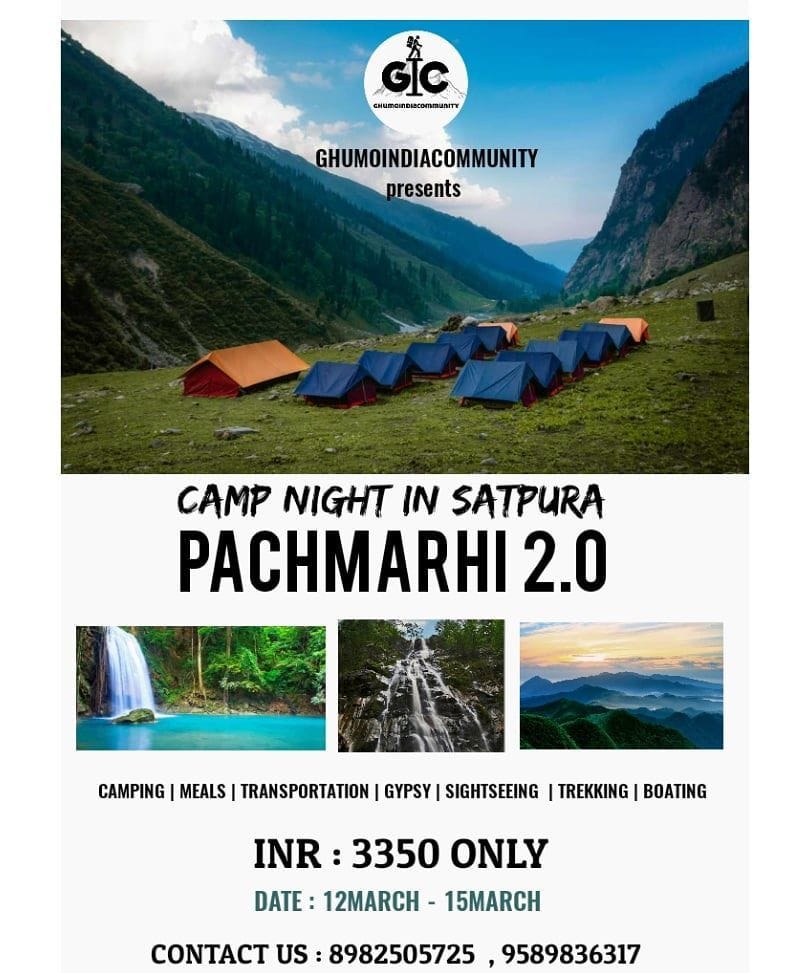 GIC
GHUMOINDIACOMMUNITY
GHUMOINDIACOMMUNITY
presents
CAMP NIGHT IN SATPURA
PACHMARHI 2.0
CAMPING | MEALS | TRANSPORTATION | GYPSY | SIGHTSEEING | TREKKING | BOATING
INR : 3350 ONLY
DATE : 12MARCH - 15MARCH
CONTACT US : 8982505725 , 9589836317